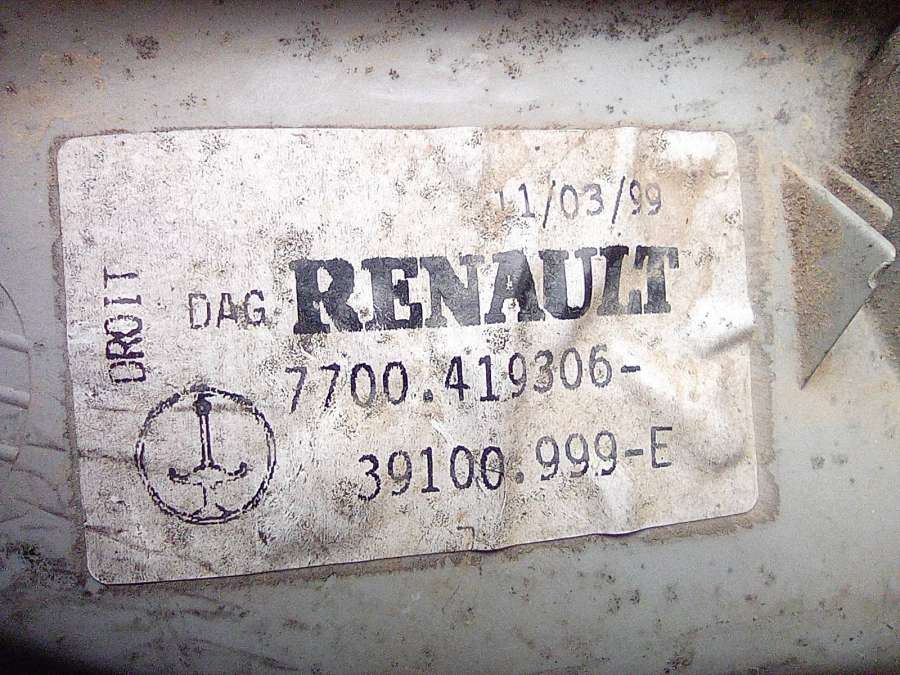 11/03/99
DROIT
DAG RENAULT
7700.419306-
39100.999-E